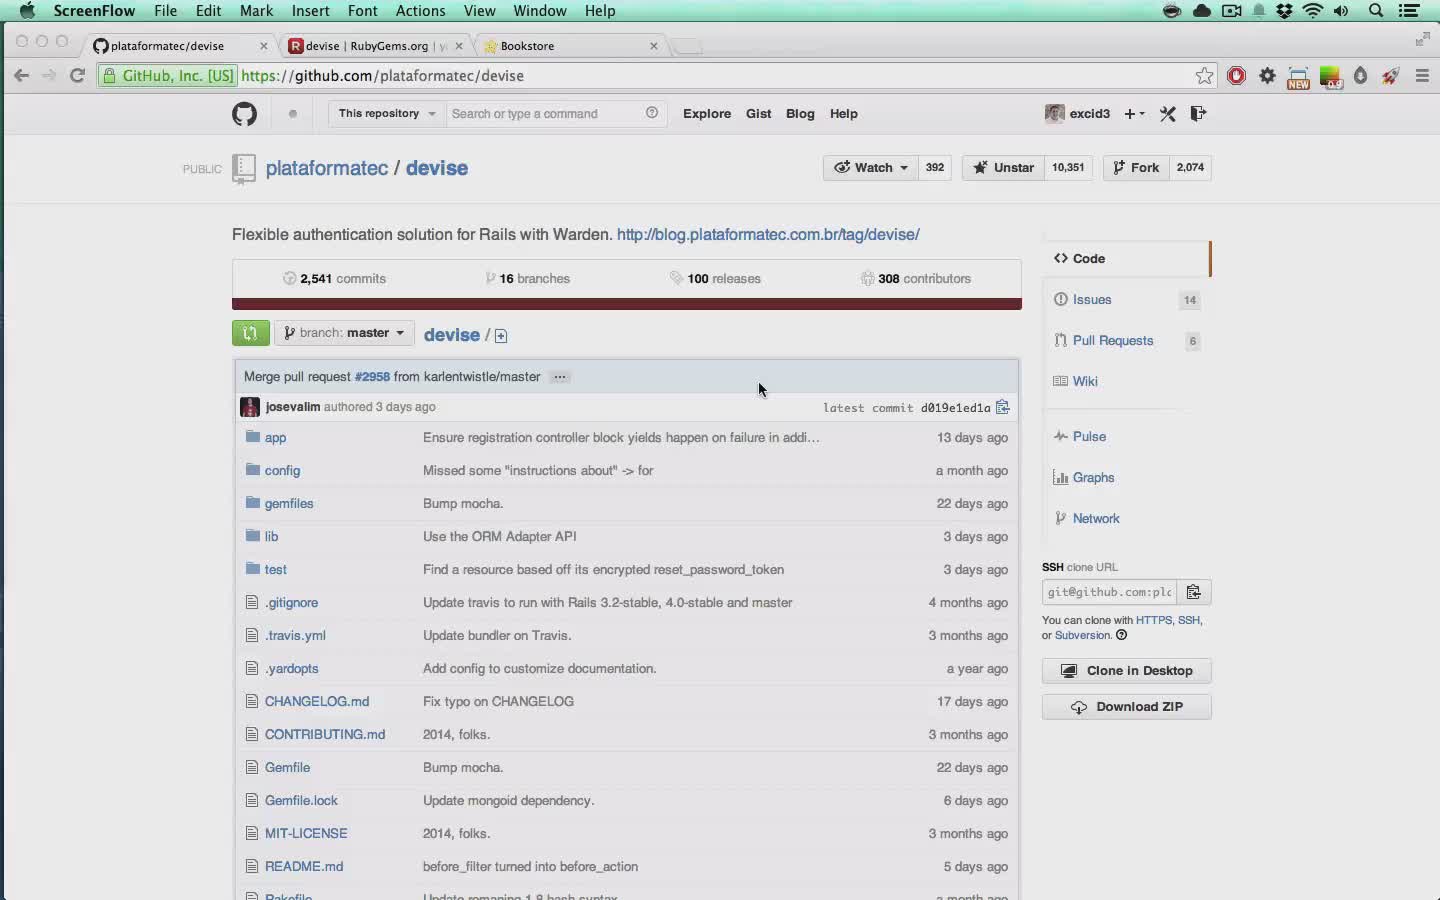 ScreenFlow File Edit Mark Insert Font Actions View Window Help
plataformatec/devise
devise | RubyGems.org |
Bookstore
GitHub, Inc. [US] https://github.com/plataformatec/devise
This repository
Search or type a command
Explore Gist Blog Help
excid3
PUBLIC
plataformatec / devise
Watch 392
Unstar 10,351
Fork 2,074
Flexible authentication solution for Rails with Warden. http://blog.plataformatec.com.br/tag/devise/
2,541 commits
16 branches
100 releases
308 contributors
branch: master
devise /
Merge pull request #2958 from karlentwistle/master ...
josevalim authored 3 days ago
latest commit d019e1ed1a
app Ensure registration controller block yields happen on failure in addi… 13 days ago
config Missed some "instructions about" -> for a month ago
gemfiles Bump mocha. 22 days ago
lib Use the ORM Adapter API 3 days ago
test Find a resource based off its encrypted reset_password_token 3 days ago
.gitignore Update travis to run with Rails 3.2-stable, 4.0-stable and master 4 months ago
.travis.yml Update bundler on Travis. 3 months ago
.yardopts Add config to customize documentation. a year ago
CHANGELOG.md Fix typo on CHANGELOG 17 days ago
CONTRIBUTING.md 2014, folks. 3 months ago
Gemfile Bump mocha. 22 days ago
Gemfile.lock Update mongoid dependency. 6 days ago
MIT-LICENSE 2014, folks. 3 months ago
README.md before_filter turned into before_action 5 days ago
Rakefile Update remaning 1.8 hash syntax a month ago
Code
Issues 14
Pull Requests 6
Wiki
Pulse
Graphs
Network
SSH clone URL
git@github.com:pla
You can clone with HTTPS, SSH,
or Subversion.
Clone in Desktop
Download ZIP
NEW